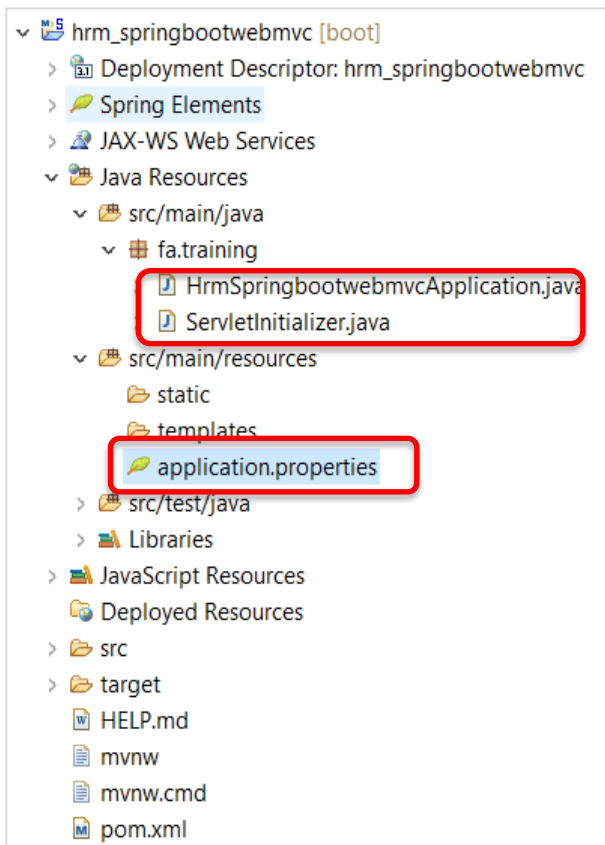 hrm_springbootwebmvc [boot]
Deployment Descriptor: hrm_springbootwebmvc
Spring Elements
JAX-WS Web Services
Java Resources
src/main/java
fa.training
HrmSpringbootwebmvcApplication.java
ServletInitializer.java
src/main/resources
static
templates
application.properties
src/test/java
Libraries
JavaScript Resources
Deployed Resources
src
target
HELP.md
mvnw
mvnw.cmd
pom.xml